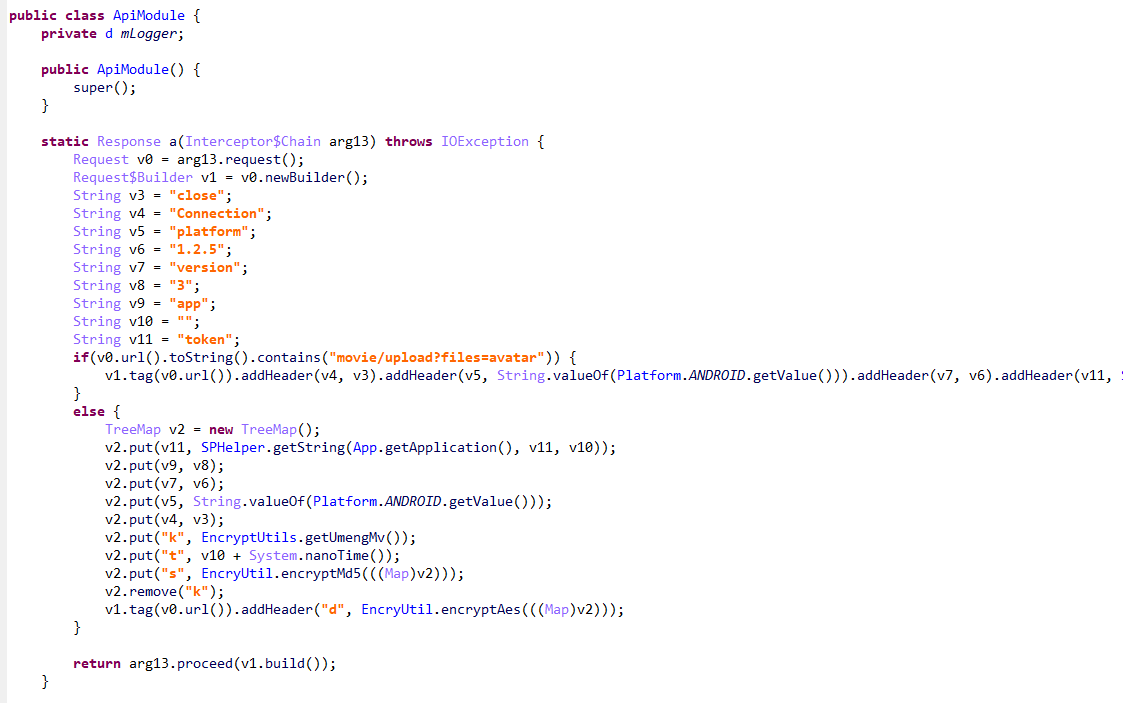 public class ApiModule {
    private d mLogger;

    public ApiModule() {
        super();
    }

    static Response a(Interceptor$Chain arg13) throws IOException {
        Request v0 = arg13.request();
        Request$Builder v1 = v0.newBuilder();
        String v3 = "close";
        String v4 = "Connection";
        String v5 = "platform";
        String v6 = "1.2.5";
        String v7 = "version";
        String v8 = "3";
        String v9 = "app";
        String v10 = "";
        String v11 = "token";
        if(v0.url().toString().contains("movie/upload?files=avatar")) {
            v1.tag(v0.url()).addHeader(v4, v3).addHeader(v5, String.valueOf(Platform.ANDROID.getValue())).addHeader(v7, v6).addHeader(v11,
        }
        else {
            TreeMap v2 = new TreeMap();
            v2.put(v11, SPHelper.getString(App.getApplication(), v11, v10));
            v2.put(v9, v8);
            v2.put(v7, v6);
            v2.put(v5, String.valueOf(Platform.ANDROID.getValue()));
            v2.put(v4, v3);
            v2.put("k", EncryptUtils.getUmengMv());
            v2.put("t", v10 + System.nanoTime());
            v2.put("s", EncryUtil.encryptMd5(((Map)v2)));
            v2.remove("k");
            v1.tag(v0.url()).addHeader("d", EncryUtil.encryptAes(((Map)v2)));
        }

        return arg13.proceed(v1.build());
    }